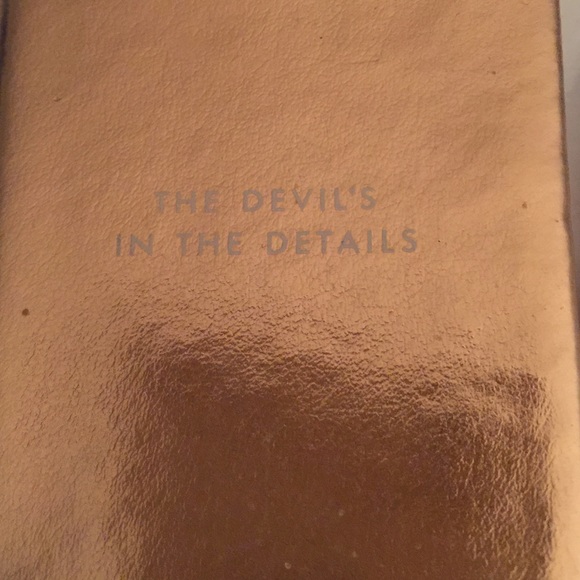 THE DEVIL'S
IN THE DETAILS